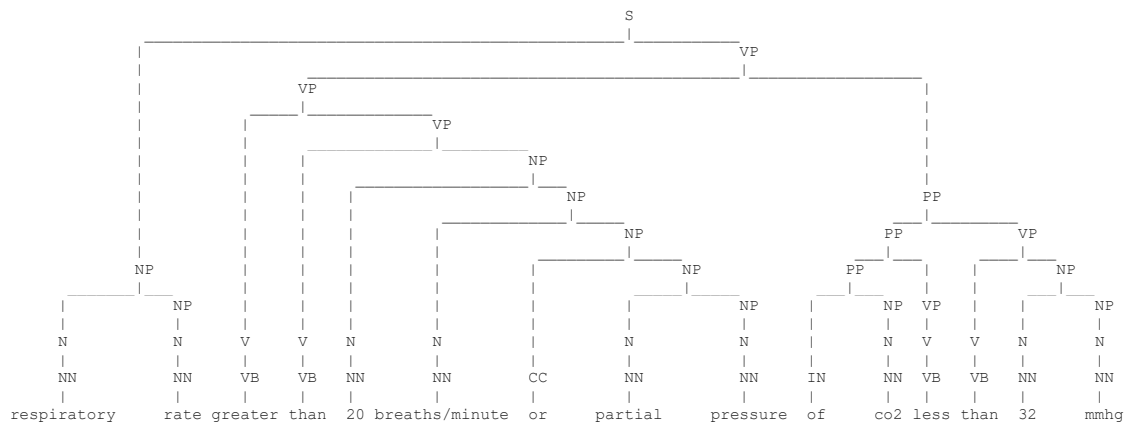 S
VP
VP
VP
NP
NP PP
NP PP VP
NP NP PP NP
NP NP NP VP NP
N N V V N N N N N V V N N
NN NN VB VB NN NN CC NN NN IN NN VB VB NN NN
respiratory rate greater than 20 breaths/minute or partial pressure of co2 less than 32 mmhg